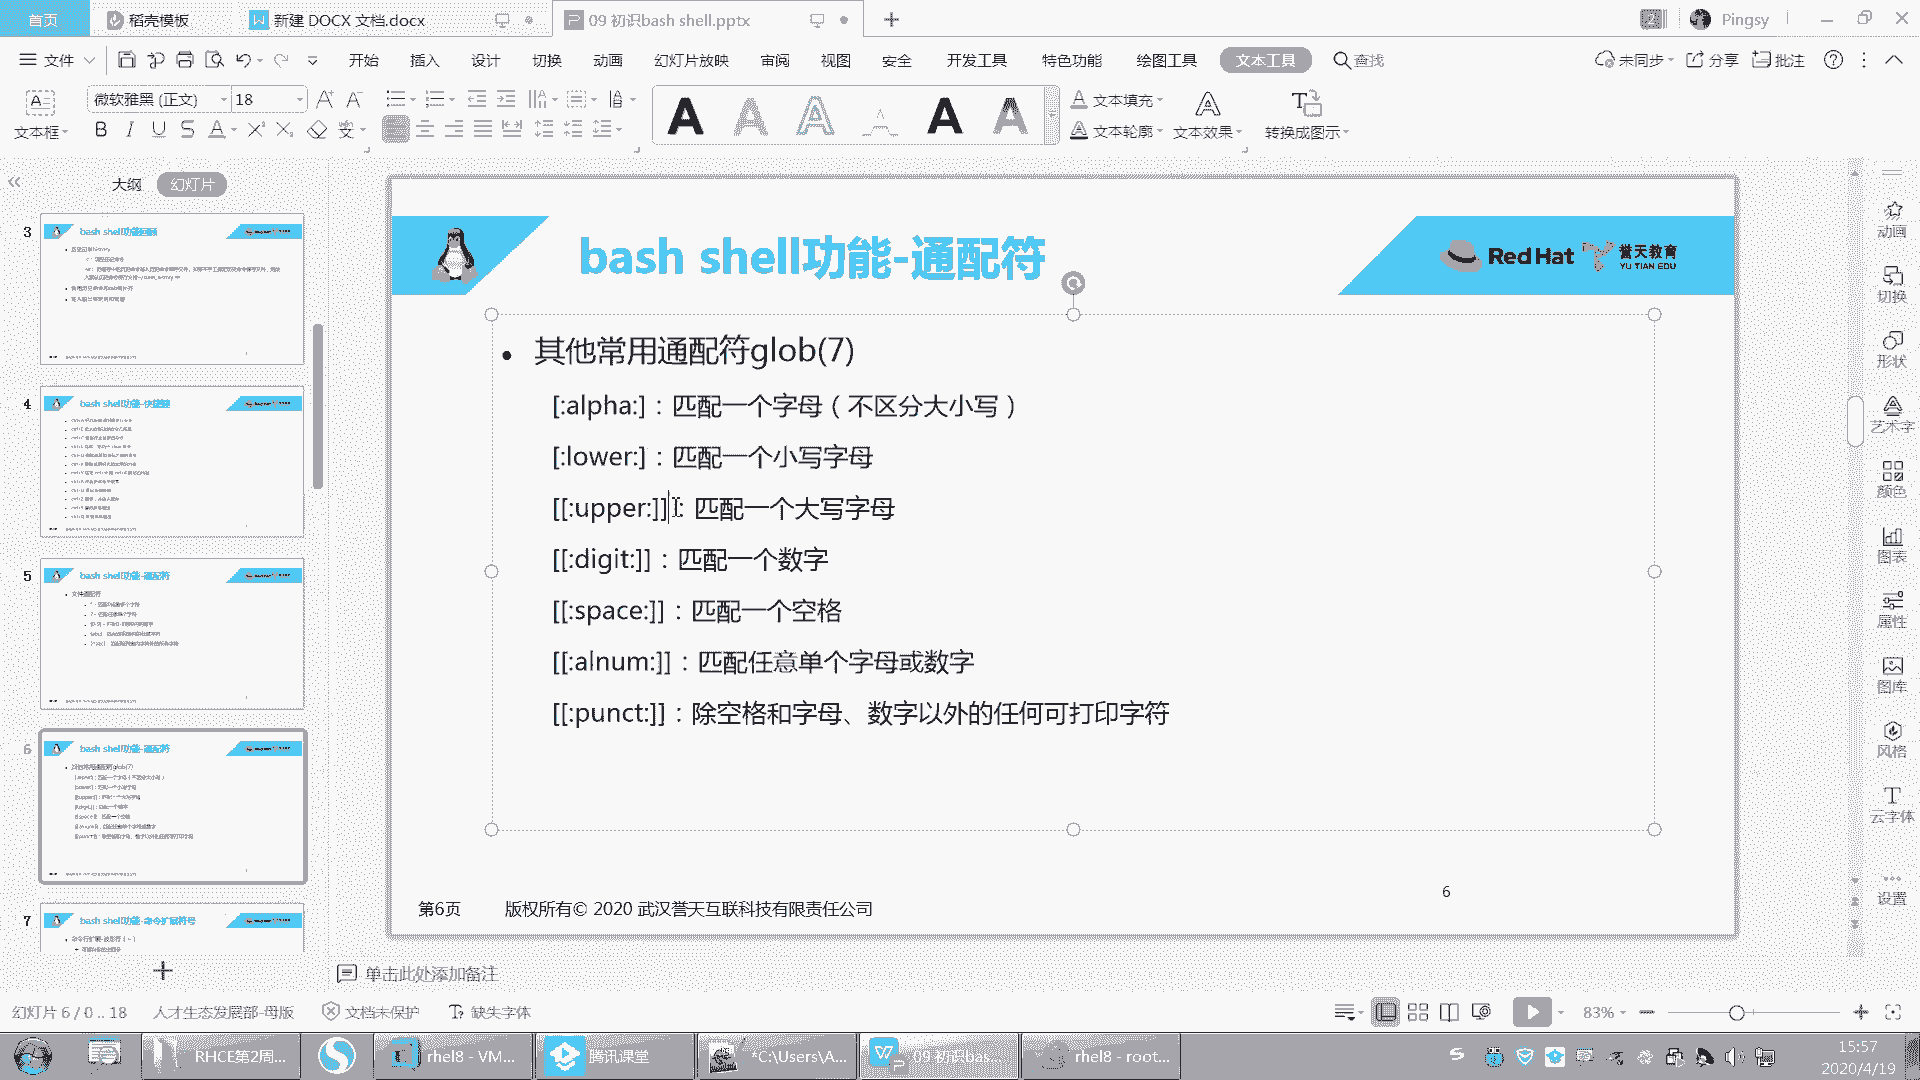 首页
稻壳模板
新建 DOCX 文档.docx
09 初识bash shell.pptx
Pingsy
文件
开始
插入
设计
切换
动画
幻灯片放映
审阅
视图
安全
开发工具
特色功能
绘图工具
文本工具
查找
未同步
分享
批注
文本框
微软雅黑 (正文)
18
文本填充
文本轮廓
文本效果
转换成图示
大纲
幻灯片
3
bash shell功能回顾
4
bash shell功能-快捷键
5
bash shell功能-通配符
文件通配符
6
bash shell功能-通配符
其他常用通配符glob(7)
7
bash shell功能-命令扩展符号
bash shell功能-通配符
Red Hat
誉天教育
YU TIAN EDU
• 其他常用通配符glob(7)
[:alpha:]：匹配一个字母（不区分大小写）
[:lower:]：匹配一个小写字母
[[:upper:]]：匹配一个大写字母
[[:digit:]]：匹配一个数字
[[:space:]]：匹配一个空格
[[:alnum:]]：匹配任意单个字母或数字
[[:punct:]]：除空格和字母、数字以外的任何可打印字符
6
第6页
版权所有© 2020 武汉誉天互联科技有限责任公司
动画
切换
形状
艺术字
颜色
图表
属性
图库
风格
云字体
设置
单击此处添加备注
幻灯片 6 / 0 .. 18
人才生态发展部-母版
文档未保护
缺失字体
83%
RHCE第2周...
rhel8 - VM...
腾讯课堂
*C:\Users\A...
09 初识bas...
rhel8 - root...
15:57
2020/4/19